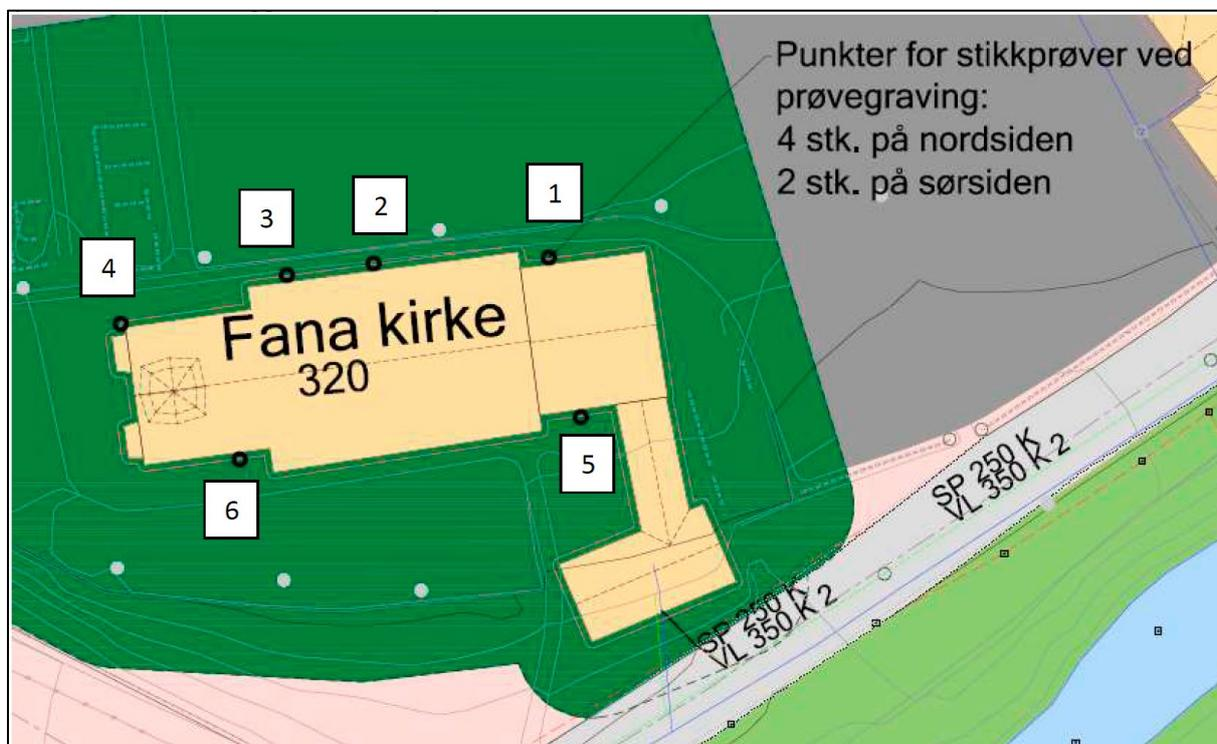 Punkter for stikkprøver ved
prøvegraving:
4 stk. på nordsiden
2 stk. på sørsiden
1
2
3
4
Fana kirke
320
5
6
SP 250 K
VL 350 K 2
SP 250 K
VL 350 K 2